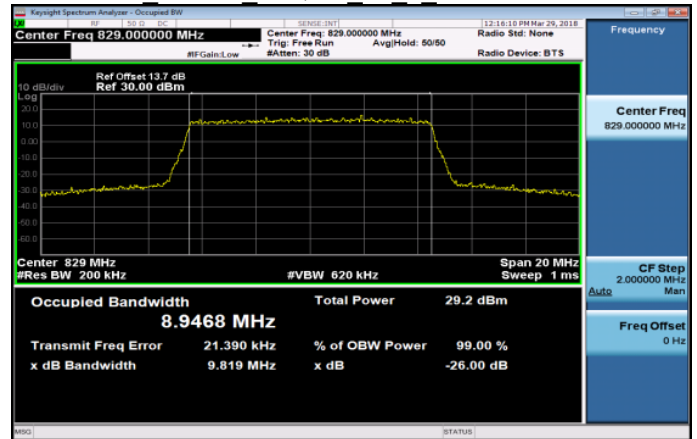 Keysight Spectrum Analyzer - Occupied BW
RF 50 Ω DC SENSE:INT 12:16:10 PM Mar 29, 2018
Center Freq 829.000000 MHz Center Freq: 829.000000 MHz Radio Std: None
Trig: Free Run Avg|Hold: 50/50
#IFGain:Low #Atten: 30 dB Radio Device: BTS
Frequency
Ref Offset 13.7 dB
10 dB/div Ref 30.00 dBm
Log
20.0
10.0
0.00
-10.0
-20.0
-30.0
-40.0
-50.0
-60.0
Center 829 MHz Span 20 MHz
#Res BW 200 kHz #VBW 620 kHz Sweep 1 ms
Occupied Bandwidth Total Power 29.2 dBm
8.9468 MHz
Transmit Freq Error 21.390 kHz % of OBW Power 99.00 %
x dB Bandwidth 9.819 MHz x dB -26.00 dB
Center Freq
829.000000 MHz
CF Step
2.000000 MHz
Auto Man
Freq Offset
0 Hz
MSG STATUS